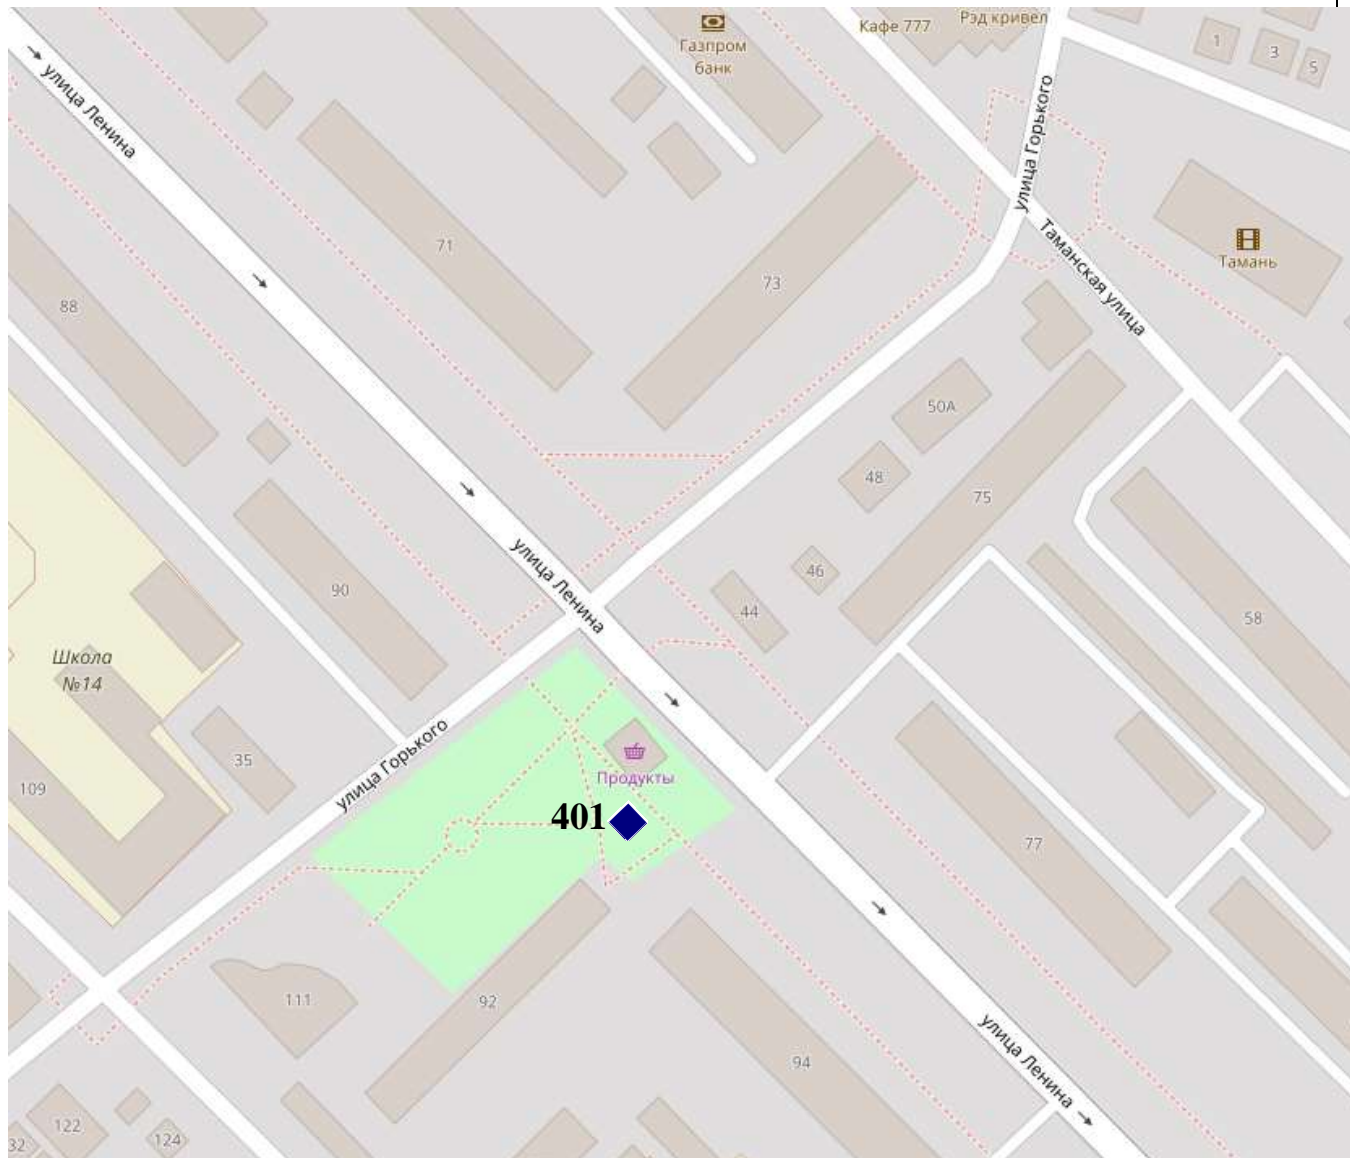 Газпром
банк
Кафе 777
Рэд кривел
1
3
5
улица Ленина
улица Горького
71
73
Тамань
Таманская улица
88
50А
48
75
улица Ленина
46
44
58
90
Школа
№14
35
109
улица Горького
Продукты
401
77
111
92
94
улица Ленина
122
124
32